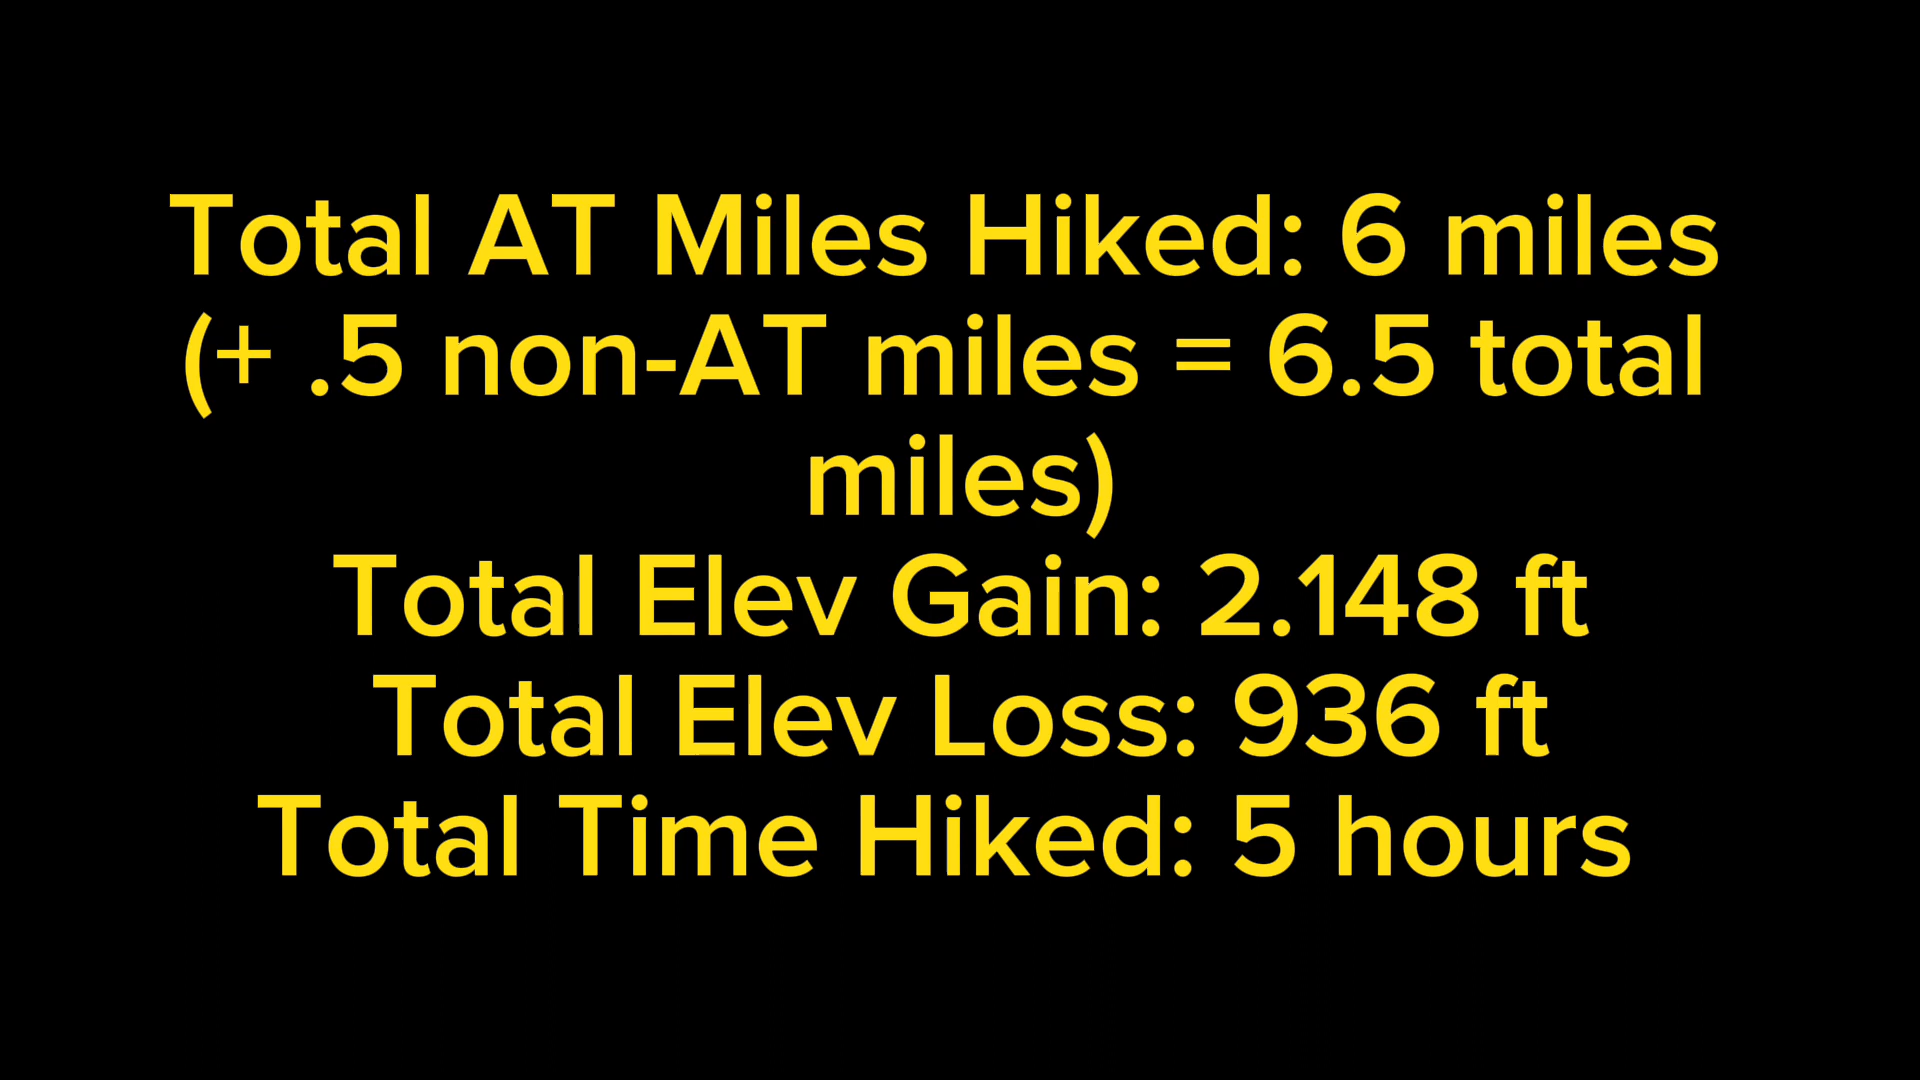 Total AT Miles Hiked: 6 miles
(+ .5 non-AT miles = 6.5 total
miles)
Total Elev Gain: 2.148 ft
Total Elev Loss: 936 ft
Total Time Hiked: 5 hours